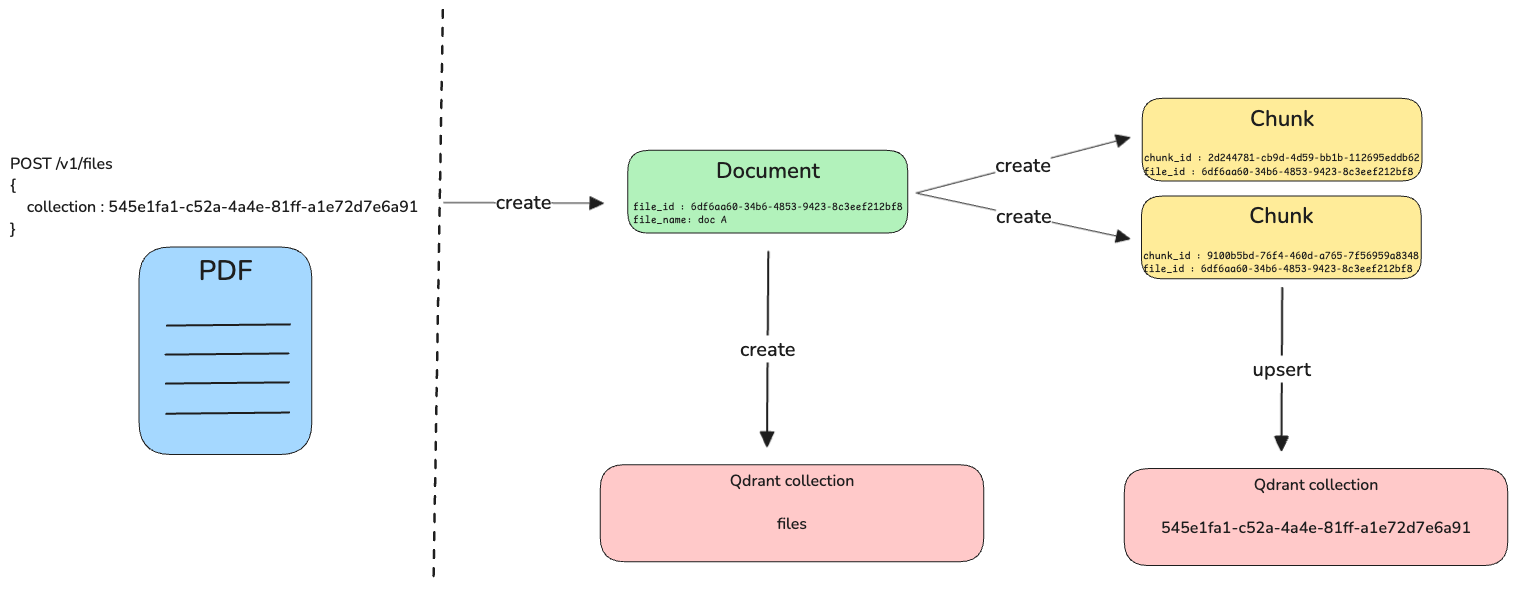 POST /v1/files
{
collection : 545e1fa1-c52a-4a4e-81ff-a1e72d7e6a91
}
PDF
create
Document
file_id : 6df6aa60-34b6-4853-9423-8c3eef212bf8
file_name: doc A
create
create
Chunk
chunk_id : 2d244781-cb9d-4d59-bb1b-112695eddb62
file_id : 6df6aa60-34b6-4853-9423-8c3eef212bf8
Chunk
chunk_id : 9100b5bd-76f4-460d-a765-7f56959a8348
file_id : 6df6aa60-34b6-4853-9423-8c3eef212bf8
create
upsert
Qdrant collection
files
Qdrant collection
545e1fa1-c52a-4a4e-81ff-a1e72d7e6a91